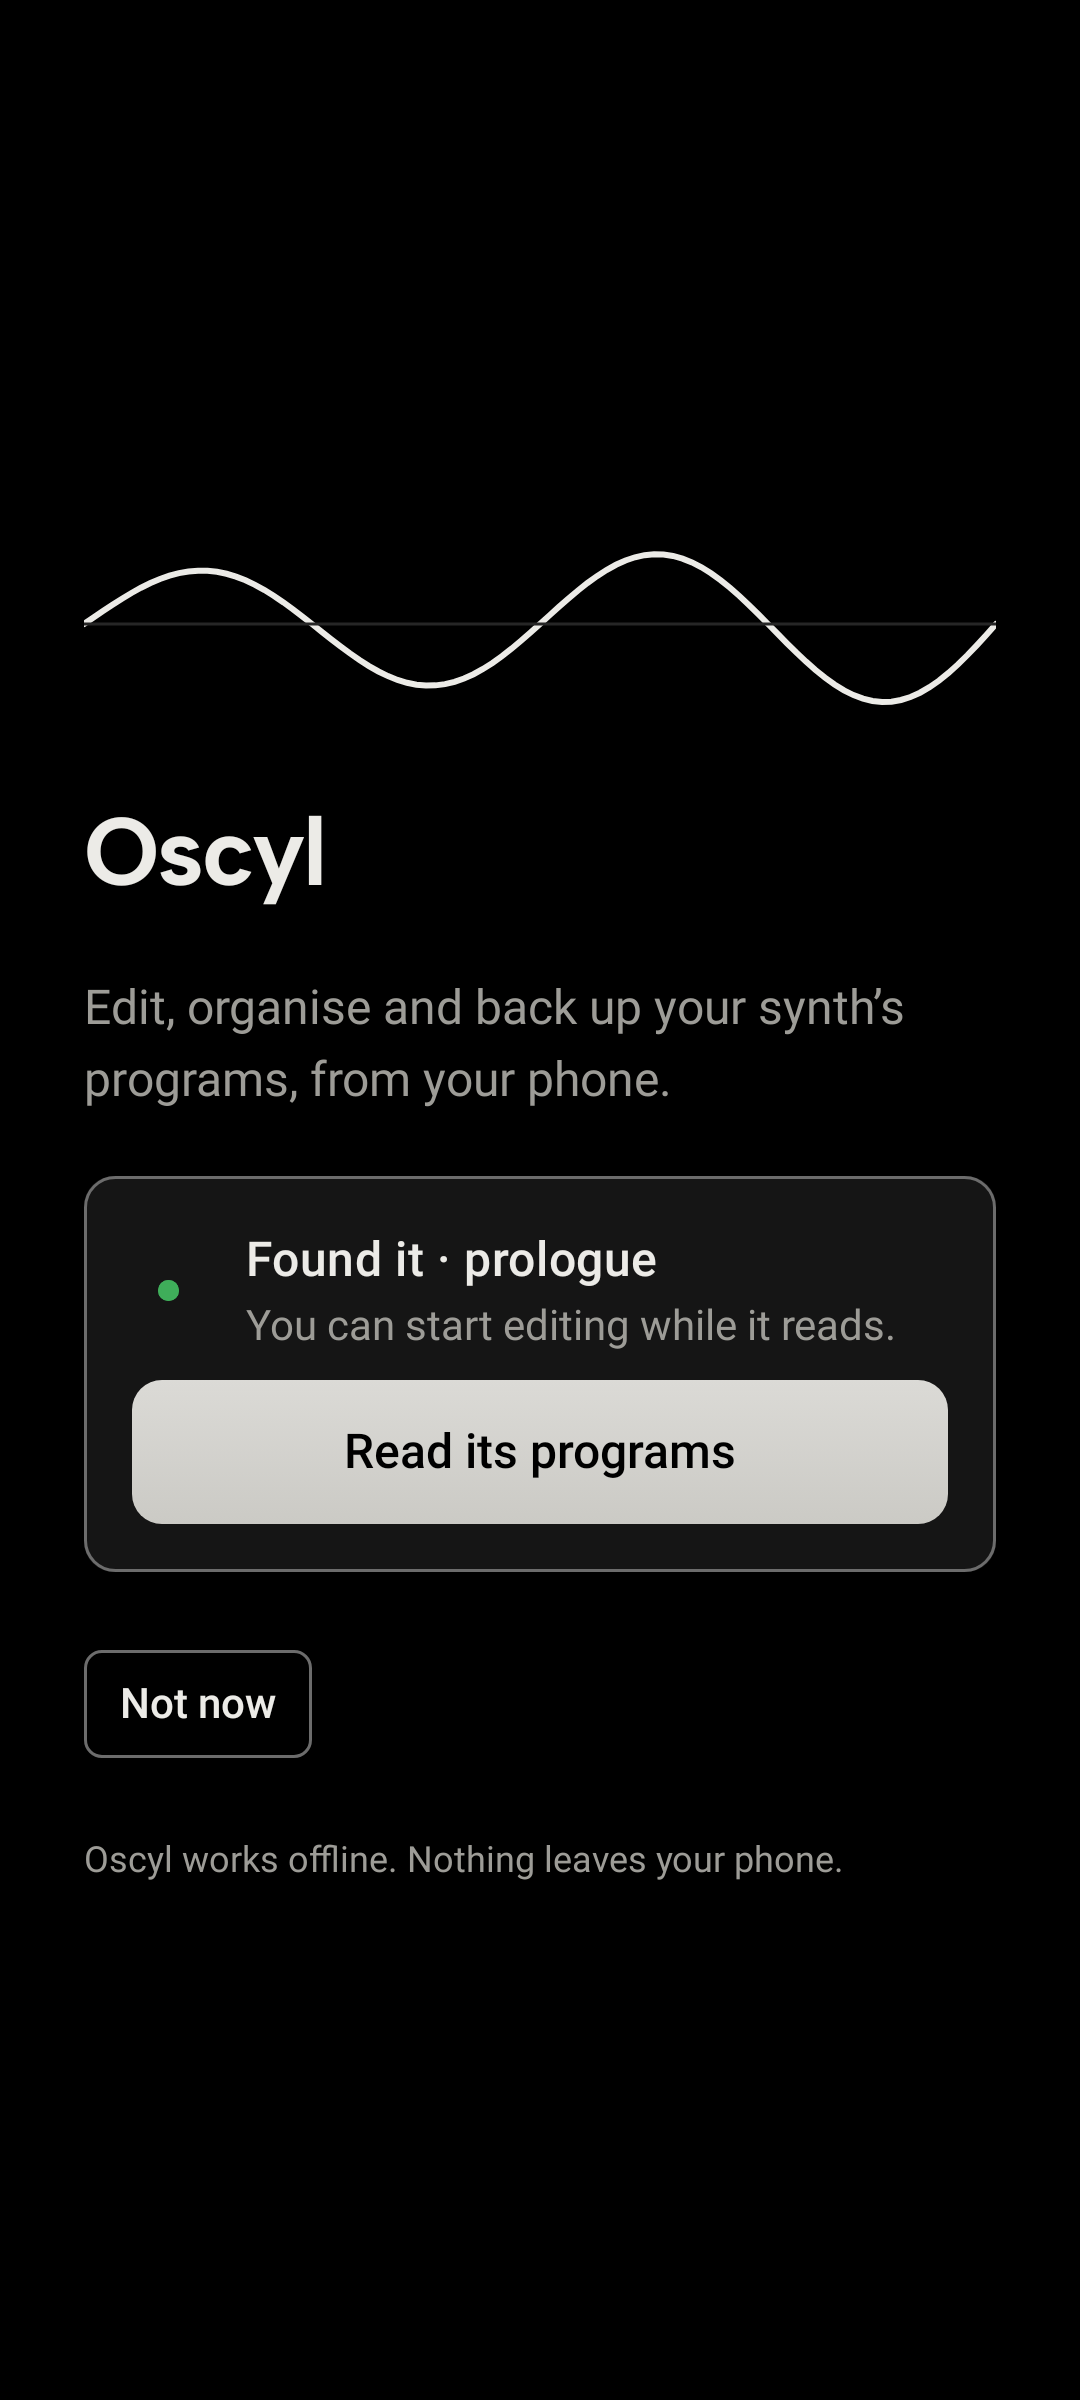 Oscyl
Edit, organise and back up your synth’s
programs, from your phone.
Found it · prologue
You can start editing while it reads.
Read its programs
Not now
Oscyl works offline. Nothing leaves your phone.